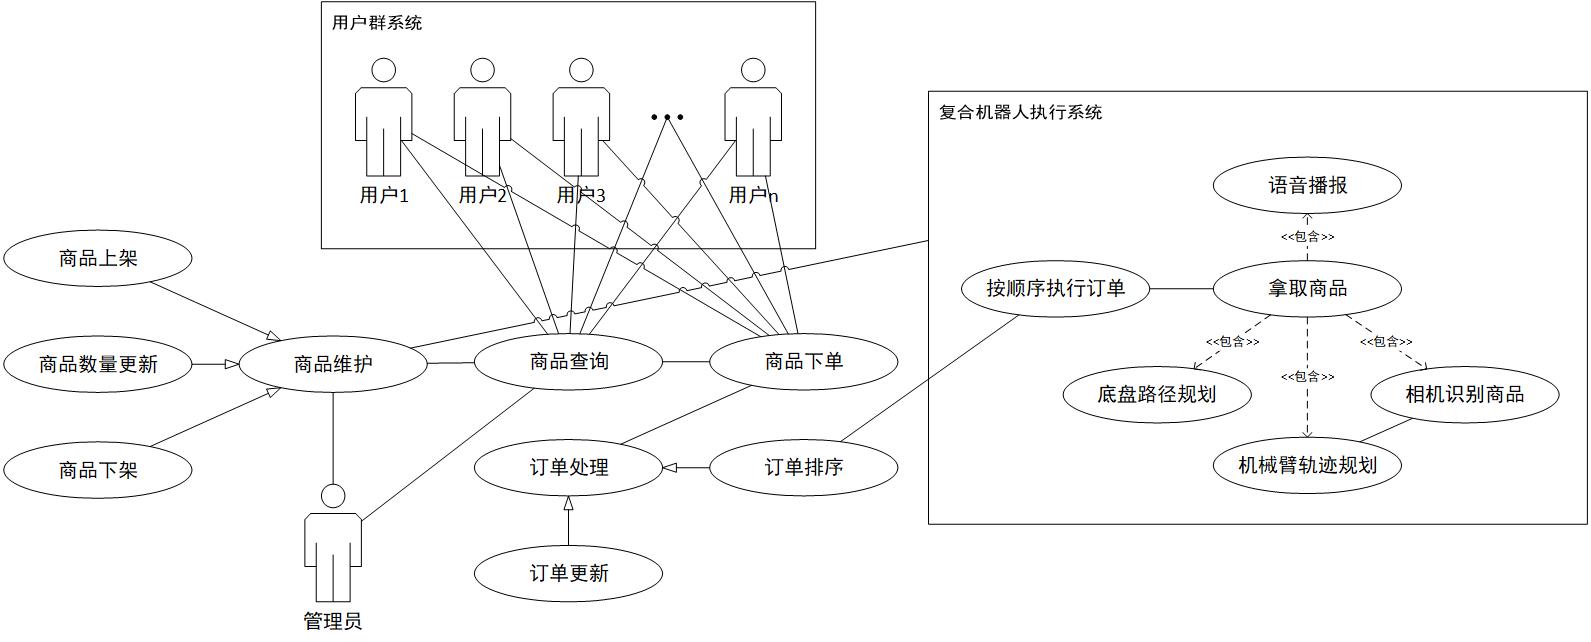 用户群系统
用户1
用户2
用户3
用户n
复合机器人执行系统
语音播报
<<包含>>
按顺序执行订单
拿取商品
<<包含>>
<<包含>>
<<包含>>
底盘路径规划
相机识别商品
机械臂轨迹规划
商品上架
商品数量更新
商品维护
商品查询
商品下单
商品下架
订单处理
订单排序
订单更新
管理员